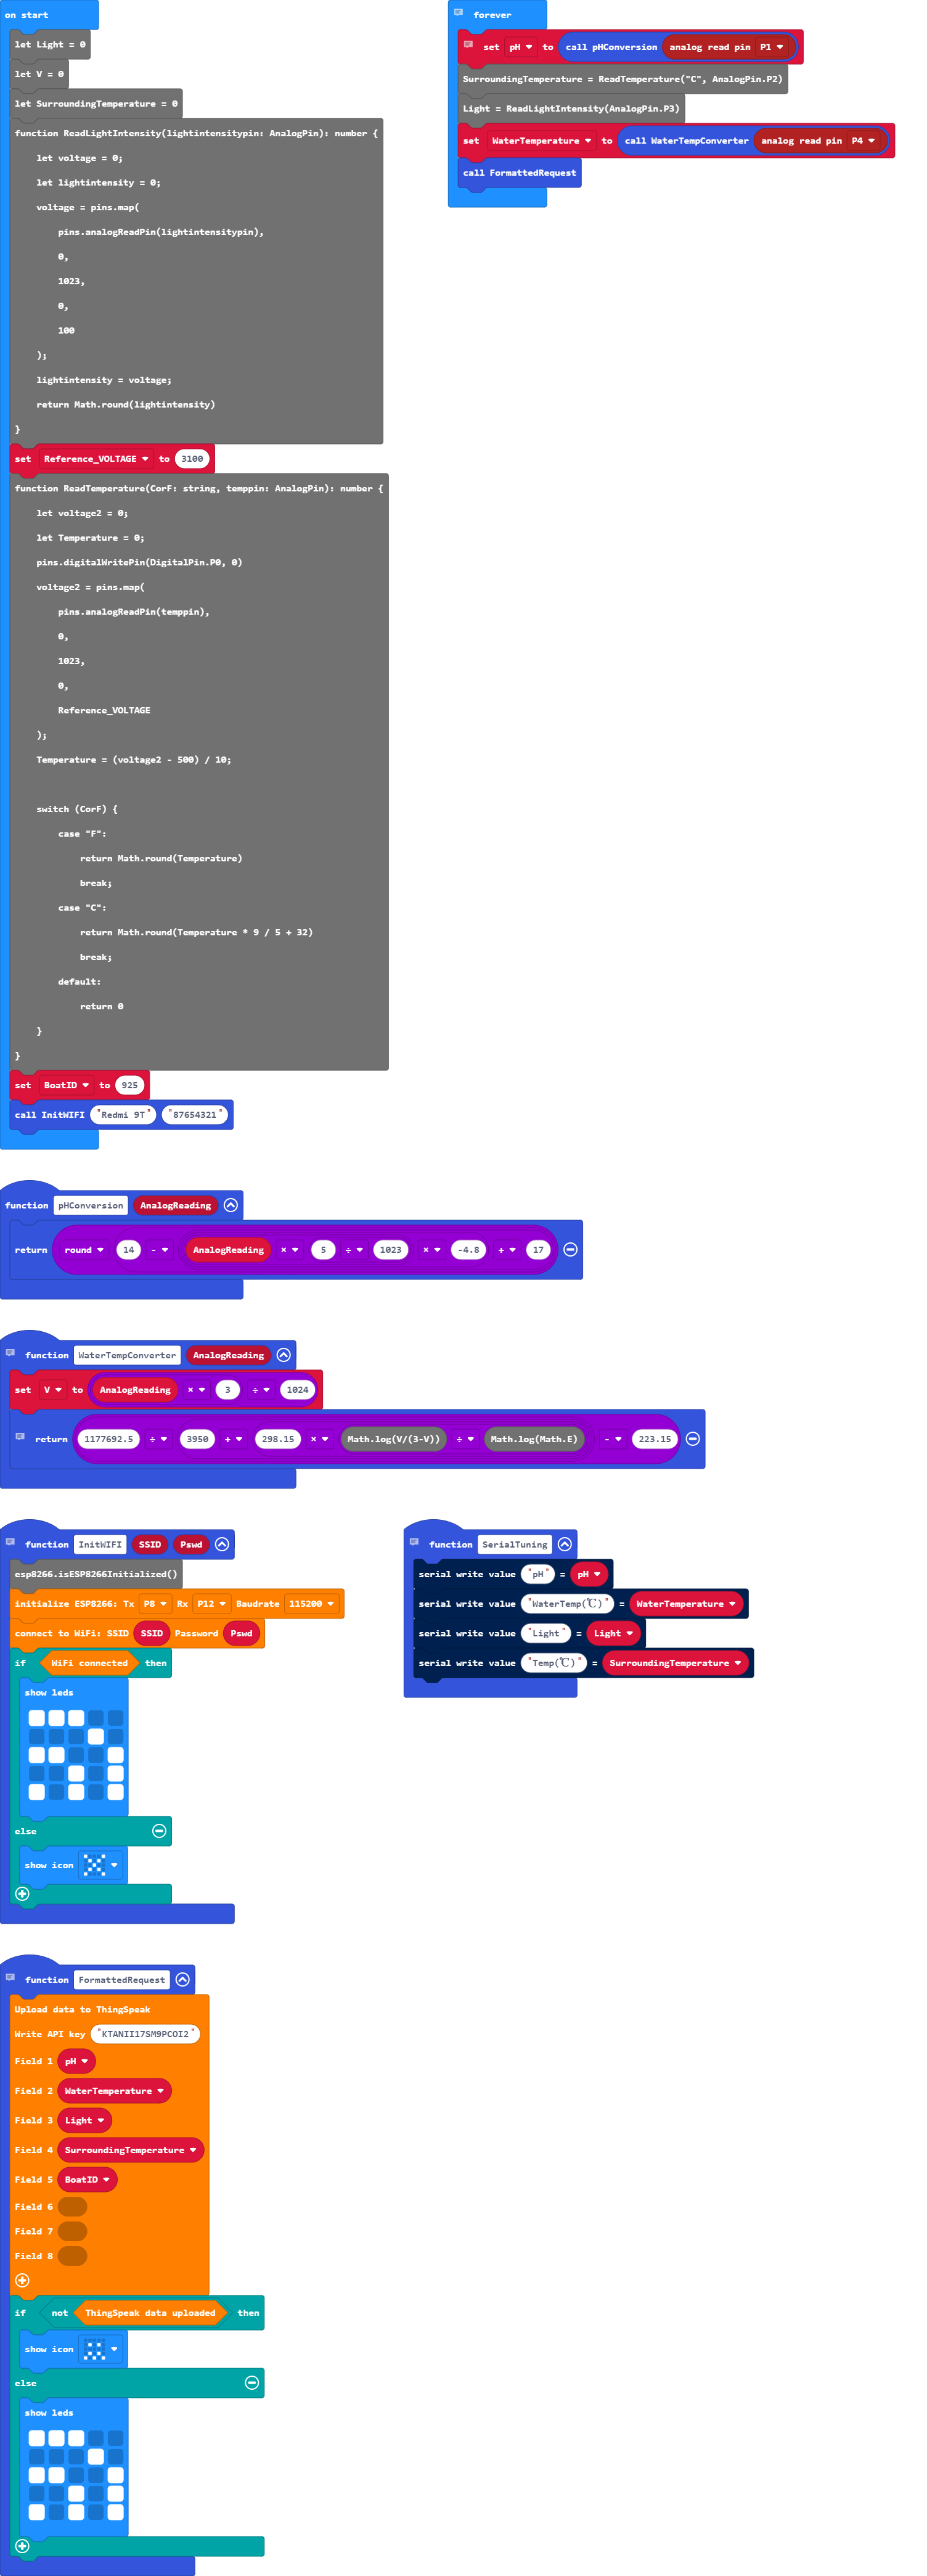 on start
let Light = 0
let V = 0
let SurroundingTemperature = 0
function ReadLightIntensity(lightintensitypin: AnalogPin): number {
let voltage = 0;
let lightintensity = 0;
voltage = pins.map(
pins.analogReadPin(lightintensitypin),
0,
1023,
0,
100
);
lightintensity = voltage;
return Math.round(lightintensity)
}
set Reference_VOLTAGE to 3100
function ReadTemperature(CorF: string, temppin: AnalogPin): number {
let voltage2 = 0;
let Temperature = 0;
pins.digitalWritePin(DigitalPin.P0, 0)
voltage2 = pins.map(
pins.analogReadPin(temppin),
0,
1023,
0,
Reference_VOLTAGE
);
Temperature = (voltage2 - 500) / 10;
switch (CorF) {
case "F":
return Math.round(Temperature)
break;
case "C":
return Math.round(Temperature * 9 / 5 + 32)
break;
default:
return 0
}
}
set BoatID to 925
call InitWIFI "Redmi 9T" "87654321"
forever
set pH to call pHConversion analog read pin P1
SurroundingTemperature = ReadTemperature("C", AnalogPin.P2)
Light = ReadLightIntensity(AnalogPin.P3)
set WaterTemperature to call WaterTempConverter analog read pin P4
call FormattedRequest
function pHConversion AnalogReading
return round 14 - AnalogReading × 5 ÷ 1023 × -4.8 + 17
function WaterTempConverter AnalogReading
set V to AnalogReading × 3 ÷ 1024
return 1177692.5 ÷ 3950 + 298.15 × Math.log(V/(3-V)) ÷ Math.log(Math.E) - 223.15
function InitWIFI SSID Pswd
esp8266.isESP8266Initialized()
initialize ESP8266: Tx P8 Rx P12 Baudrate 115200
connect to WiFi: SSID SSID Password Pswd
if WiFi connected then
show leds
else
show icon
function SerialTuning
serial write value "pH" = pH
serial write value "WaterTemp(℃)" = WaterTemperature
serial write value "Light" = Light
serial write value "Temp(℃)" = SurroundingTemperature
function FormattedRequest
Upload data to ThingSpeak
Write API key "KTANII17SM9PCOI2"
Field 1 pH
Field 2 WaterTemperature
Field 3 Light
Field 4 SurroundingTemperature
Field 5 BoatID
Field 6
Field 7
Field 8
if not ThingSpeak data uploaded then
show icon
else
show leds